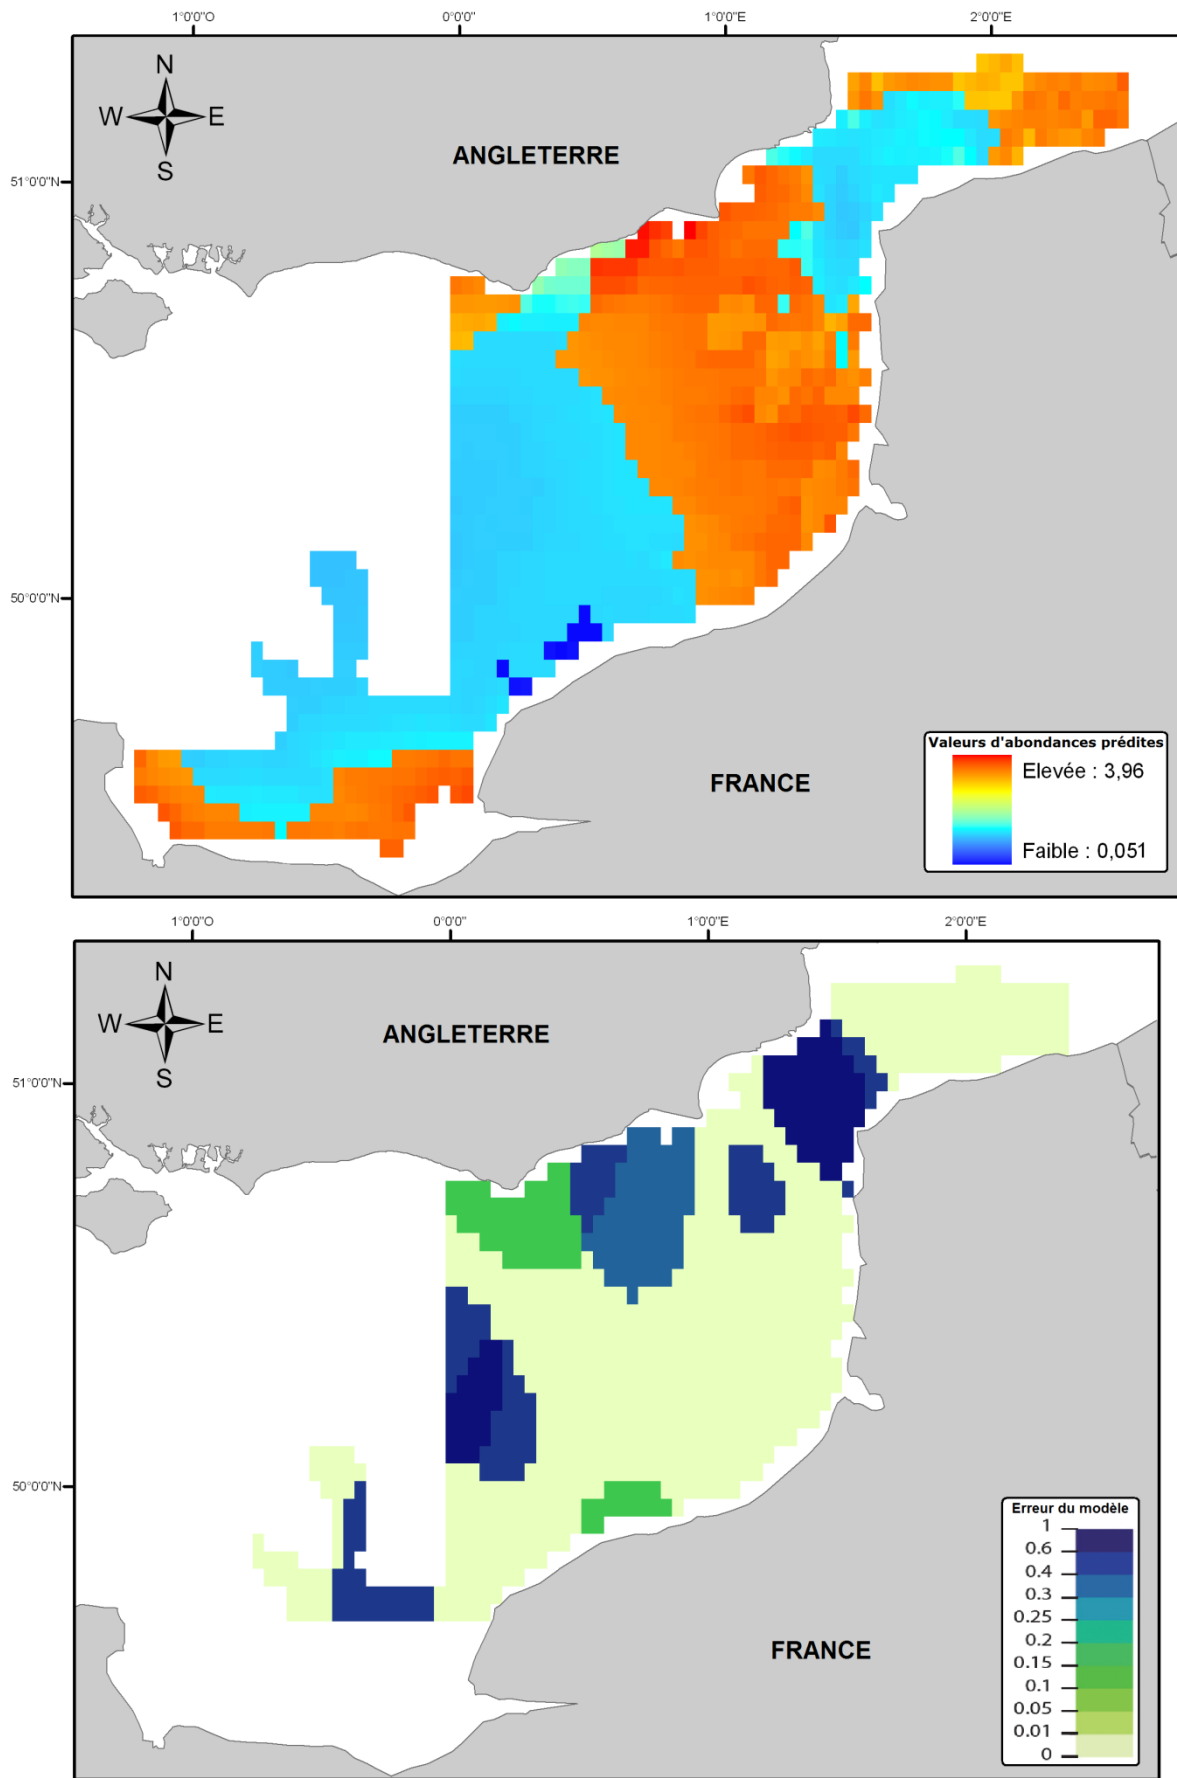 1°0'0"O 0°0'0" 1°0'0"E 2°0'0"E
N
W E
S
ANGLETERRE
51°0'0"N
50°0'0"N
Valeurs d'abondances prédites
Elevée : 3,96
Faible : 0,051
FRANCE
1°0'0"O 0°0'0" 1°0'0"E 2°0'0"E
N
W E
S
ANGLETERRE
51°0'0"N
50°0'0"N
Erreur du modèle
1
0.6
0.4
0.3
0.25
0.2
0.15
0.1
0.05
0.01
0
FRANCE